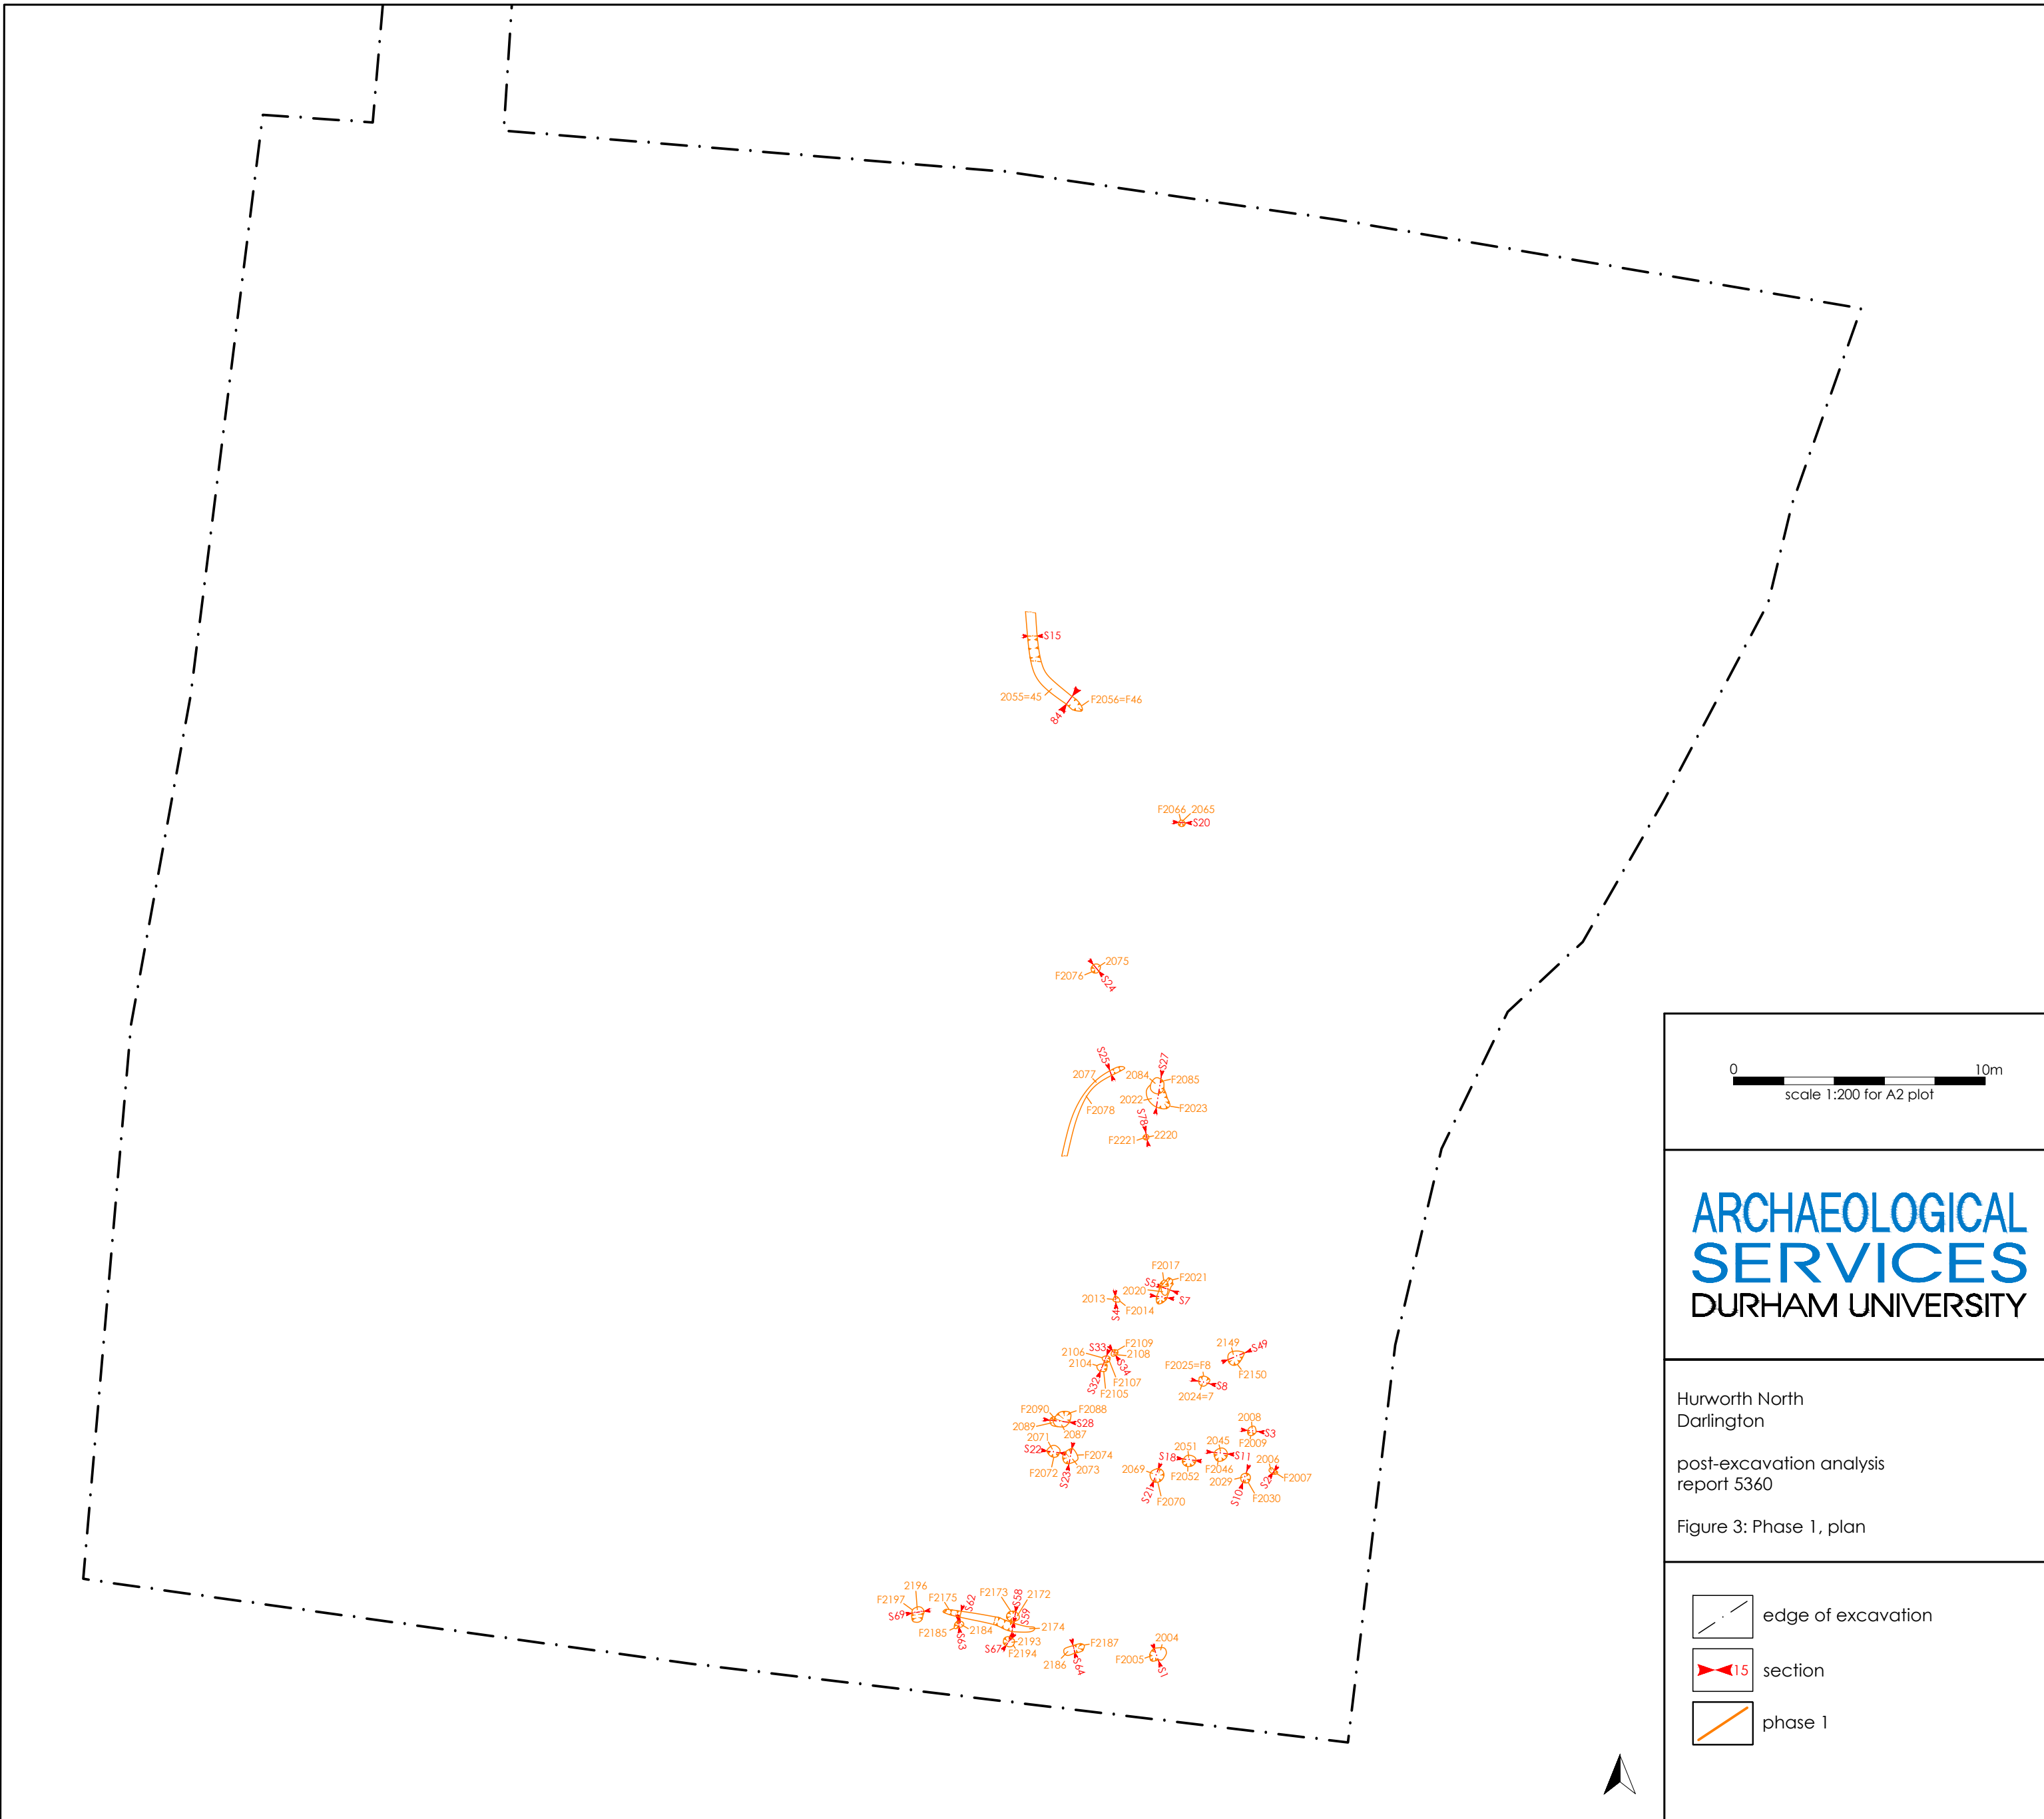 S15
2055=45
F2056=F46
84
F2066
2065
S20
2075
F2076
S24
S25
2077
F2078
S27
2084
F2085
2022
F2023
S78
F2221
2220
F2017
S5
F2021
2020
S7
2013
F2014
S4
S33
F2109
2106
2108
2104
S34
F2107
S32
F2105
2149
S49
F2150
F2025=F8
S8
2024=7
F2090
F2088
2089
S28
2087
2071
S22
F2074
F2072
2073
S23
2008
S3
F2009
2051
2045
S18
S11
2069
F2052
F2046
2006
F2007
S2
2029
S21
F2070
S10
F2030
2196
F2197
S69
F2175
S62
F2173
S58
2172
S59
2174
F2185
2184
S63
2193
S67
F2194
F2187
2186
S64
2004
F2005
S1
0 10m
scale 1:200 for A2 plot
ARCHAEOLOGICAL
SERVICES
DURHAM UNIVERSITY
Hurworth North
Darlington
post-excavation analysis
report 5360
Figure 3: Phase 1, plan
edge of excavation
15 section
phase 1